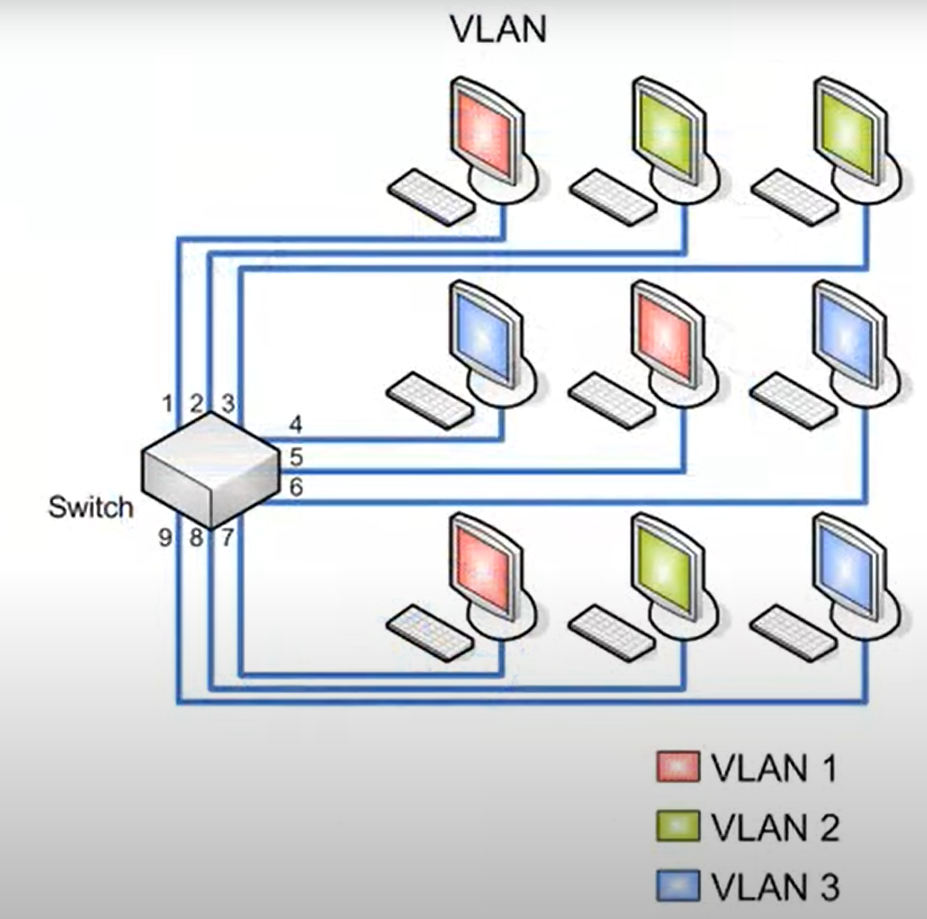 VLAN
1 2 3
4
5
6
Switch
9 8 7
VLAN 1
VLAN 2
VLAN 3